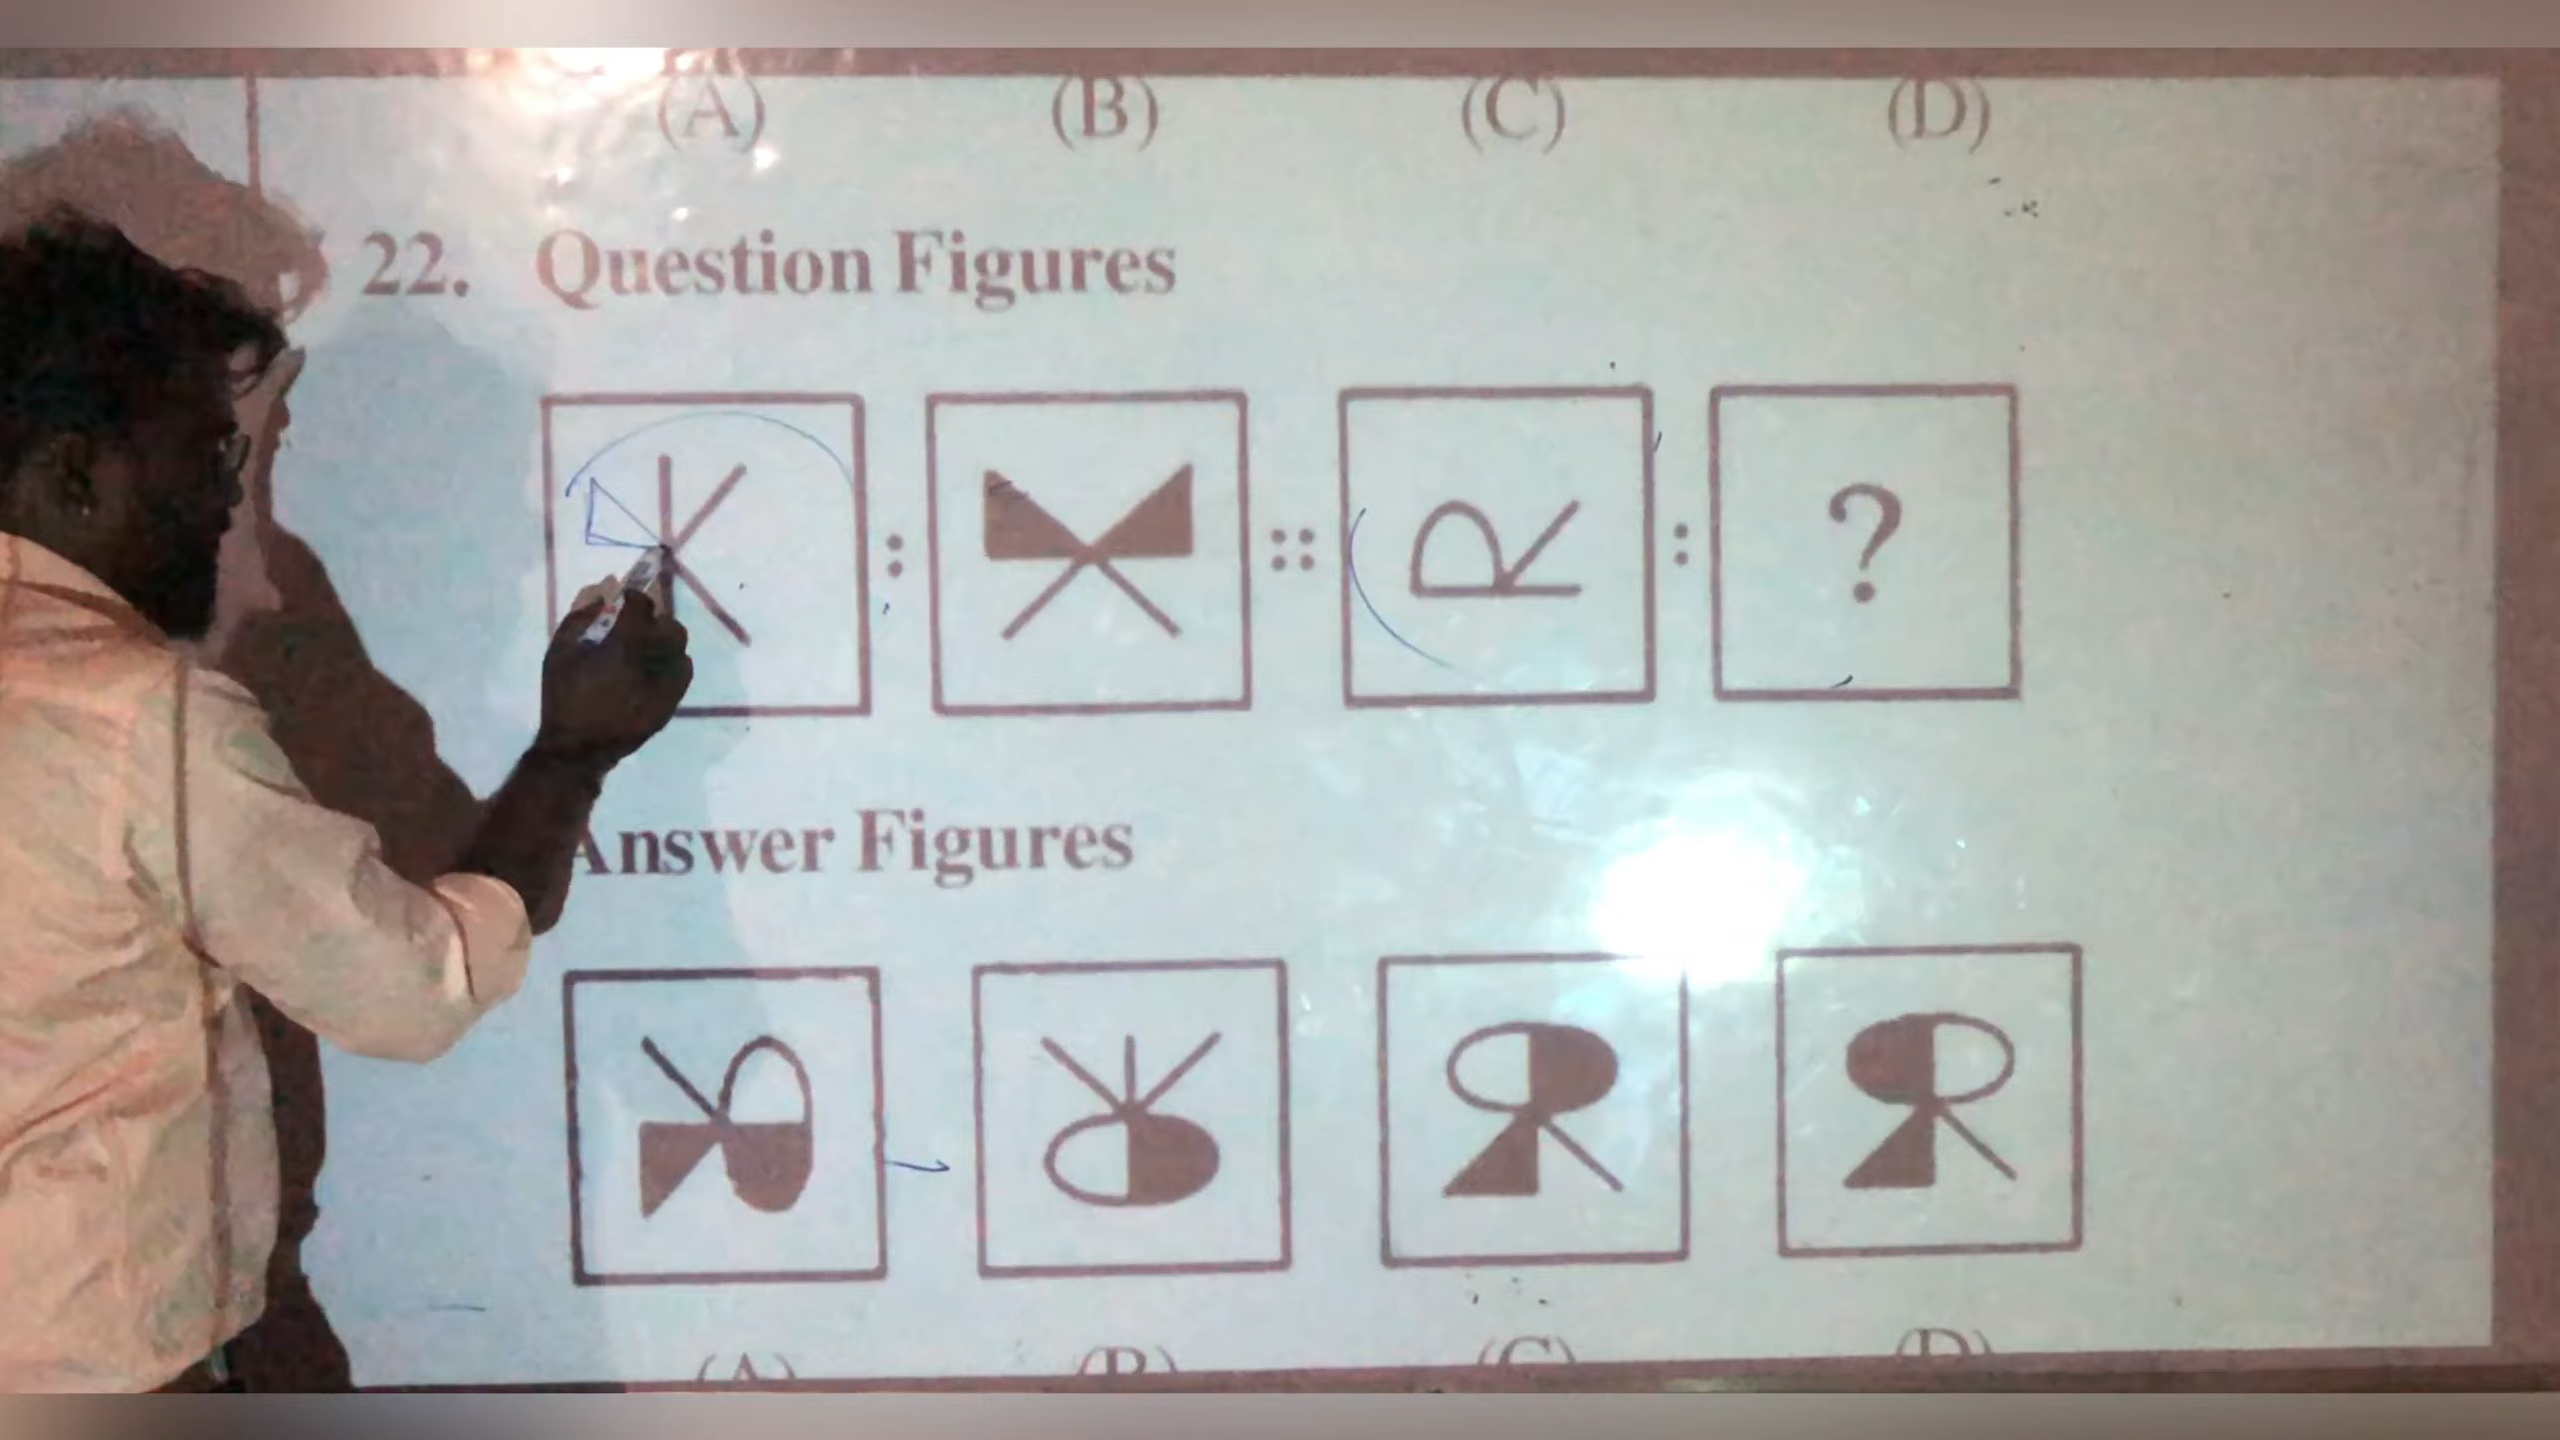 (A) (B) (C) (D)
22. Question Figures
K : :: R : ?
Answer Figures
(A) (B) (C) (D)